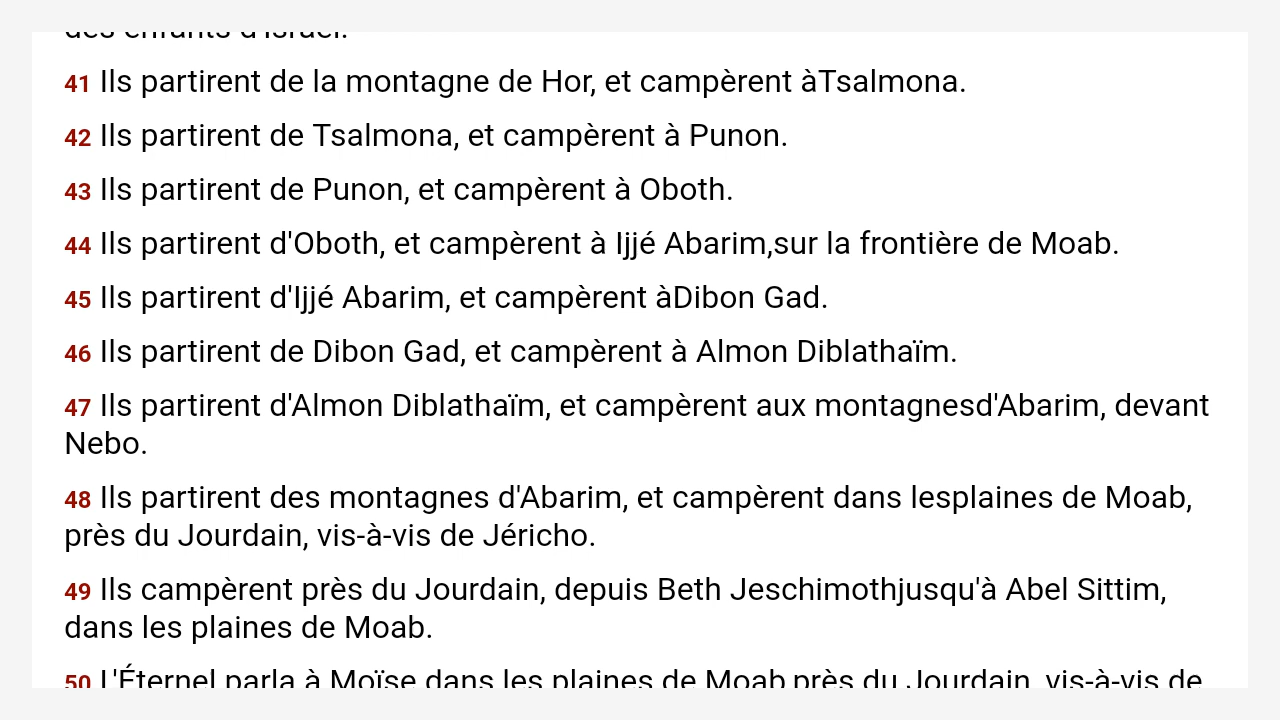 des enfants d'Israël.
41 Ils partirent de la montagne de Hor, et campèrent àTsalmona.
42 Ils partirent de Tsalmona, et campèrent à Punon.
43 Ils partirent de Punon, et campèrent à Oboth.
44 Ils partirent d'Oboth, et campèrent à Ijjé Abarim,sur la frontière de Moab.
45 Ils partirent d'Ijjé Abarim, et campèrent àDibon Gad.
46 Ils partirent de Dibon Gad, et campèrent à Almon Diblathaïm.
47 Ils partirent d'Almon Diblathaïm, et campèrent aux montagnesd'Abarim, devant
Nebo.
48 Ils partirent des montagnes d'Abarim, et campèrent dans lesplaines de Moab,
près du Jourdain, vis-à-vis de Jéricho.
49 Ils campèrent près du Jourdain, depuis Beth Jeschimothjusqu'à Abel Sittim,
dans les plaines de Moab.
50 L'Éternel parla à Moïse dans les plaines de Moab,près du Jourdain, vis-à-vis de